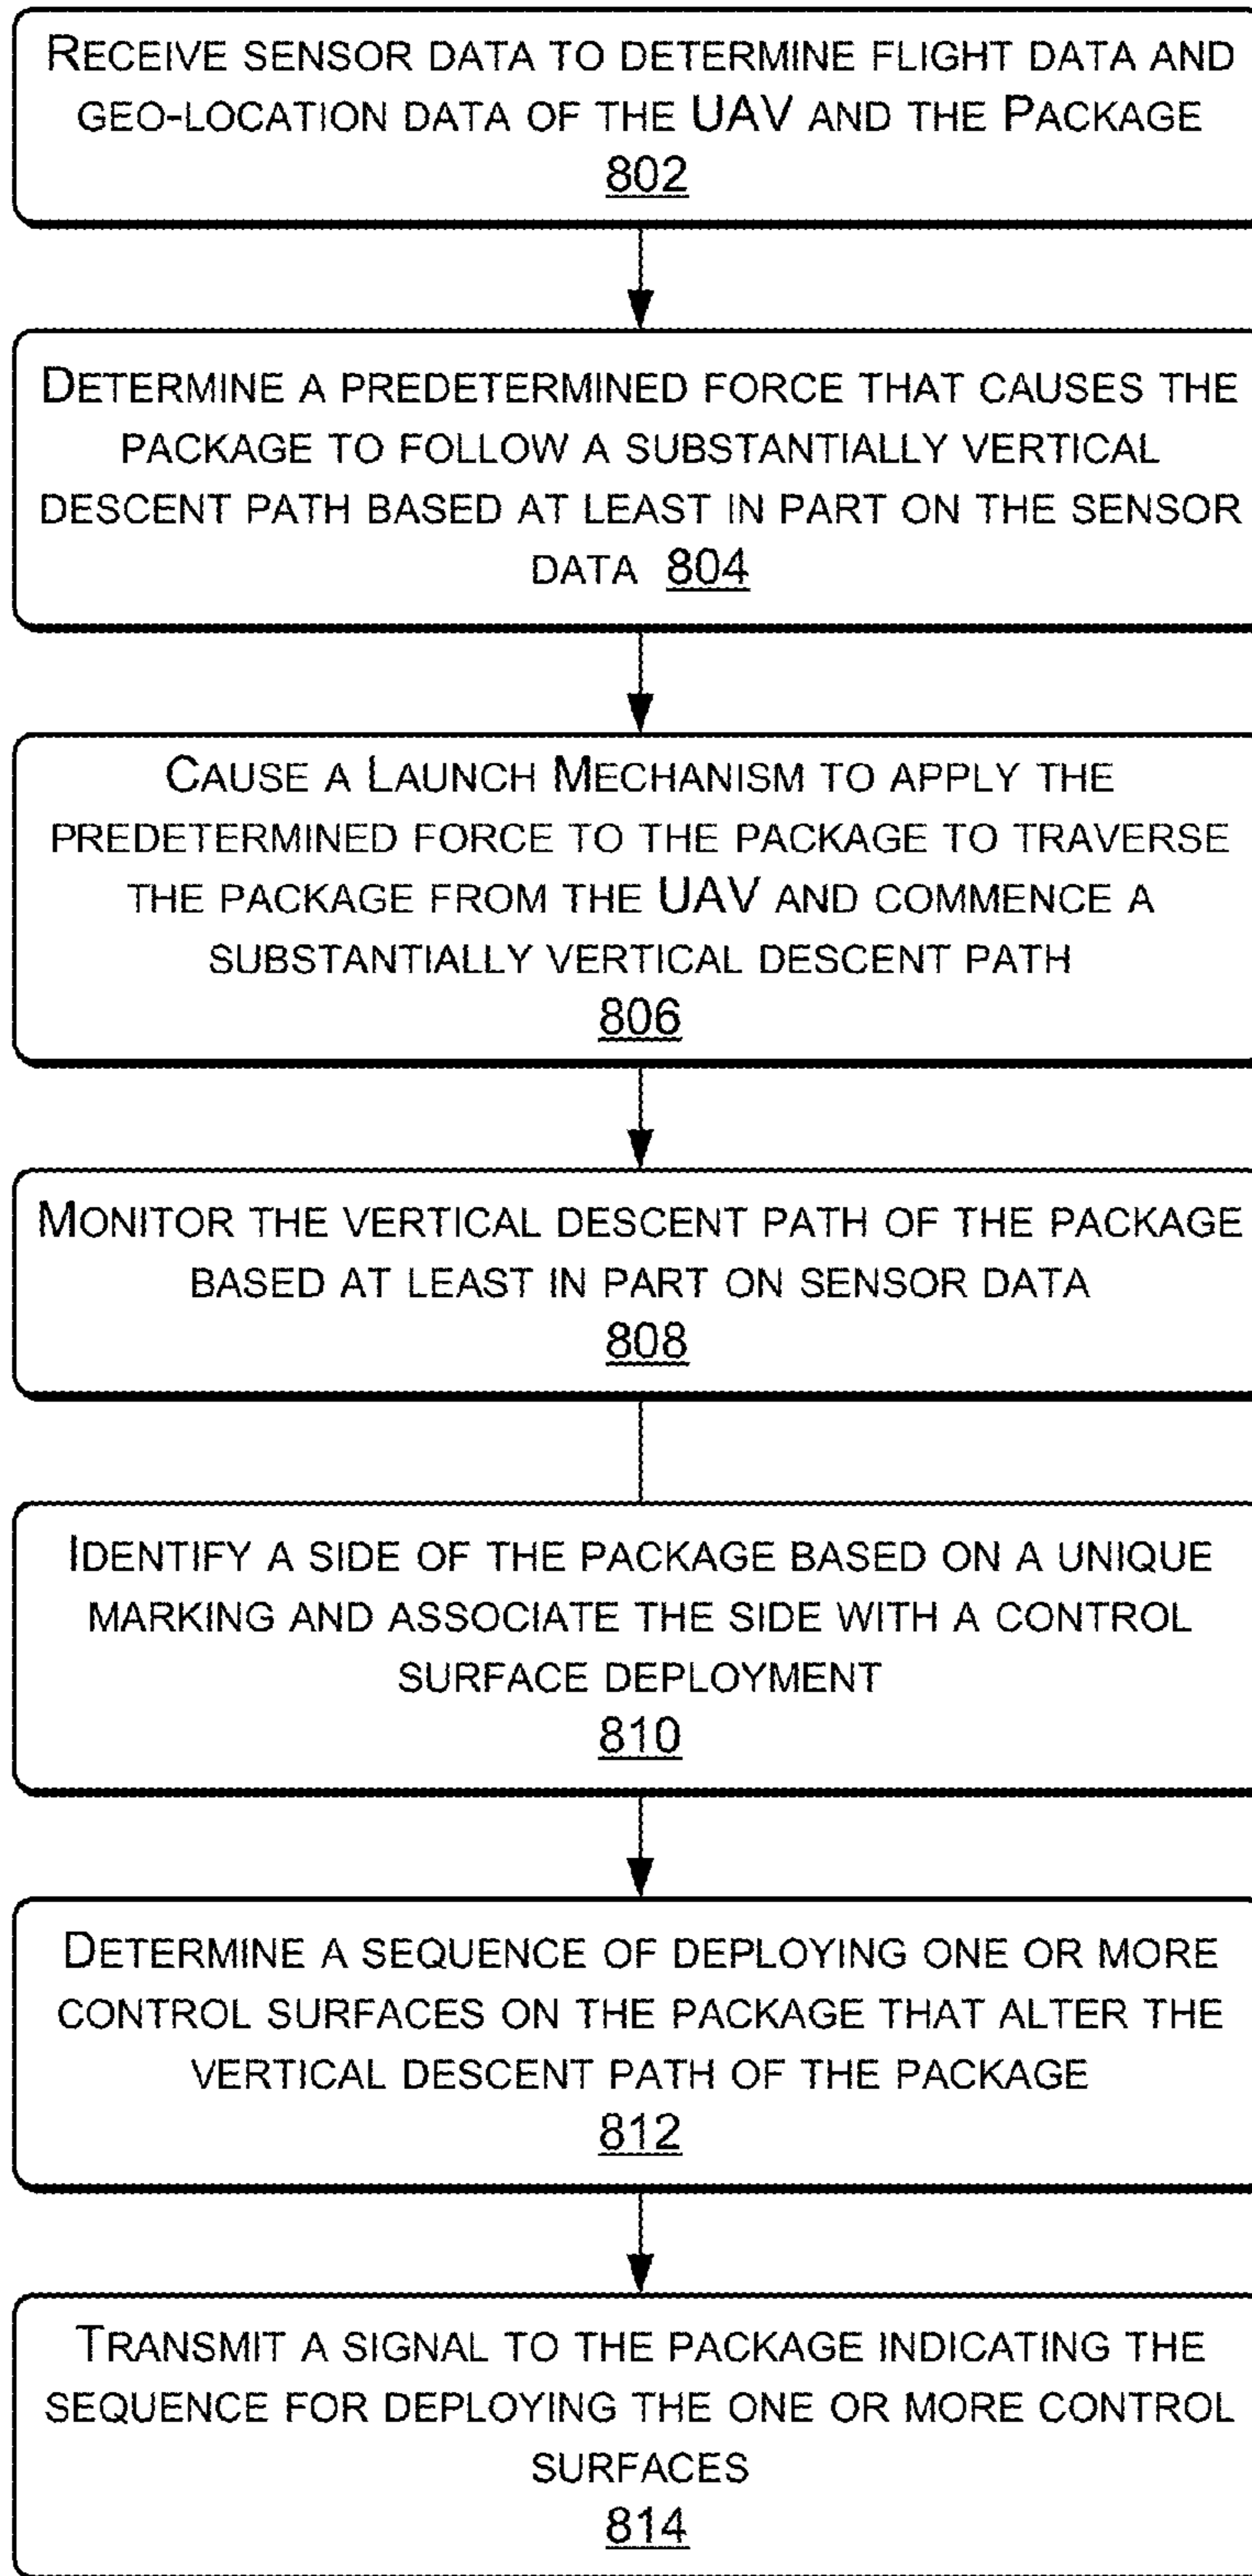 RECEIVE SENSOR DATA TO DETERMINE FLIGHT DATA AND
GEO-LOCATION DATA OF THE UAV AND THE PACKAGE
802
DETERMINE A PREDETERMINED FORCE THAT CAUSES THE
PACKAGE TO FOLLOW A SUBSTANTIALLY VERTICAL
DESCENT PATH BASED AT LEAST IN PART ON THE SENSOR
DATA 804
CAUSE A LAUNCH MECHANISM TO APPLY THE
PREDETERMINED FORCE TO THE PACKAGE TO TRAVERSE
THE PACKAGE FROM THE UAV AND COMMENCE A
SUBSTANTIALLY VERTICAL DESCENT PATH
806
MONITOR THE VERTICAL DESCENT PATH OF THE PACKAGE
BASED AT LEAST IN PART ON SENSOR DATA
808
IDENTIFY A SIDE OF THE PACKAGE BASED ON A UNIQUE
MARKING AND ASSOCIATE THE SIDE WITH A CONTROL
SURFACE DEPLOYMENT
810
DETERMINE A SEQUENCE OF DEPLOYING ONE OR MORE
CONTROL SURFACES ON THE PACKAGE THAT ALTER THE
VERTICAL DESCENT PATH OF THE PACKAGE
812
TRANSMIT A SIGNAL TO THE PACKAGE INDICATING THE
SEQUENCE FOR DEPLOYING THE ONE OR MORE CONTROL
SURFACES
814